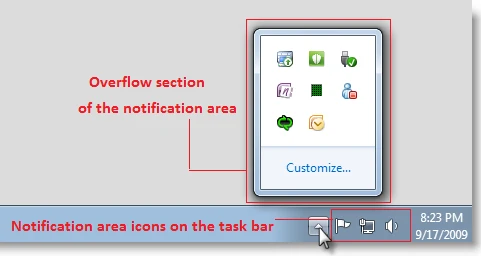 Overflow section
of the notification area
Customize...
Notification area icons on the task bar
8:23 PM
9/17/2009